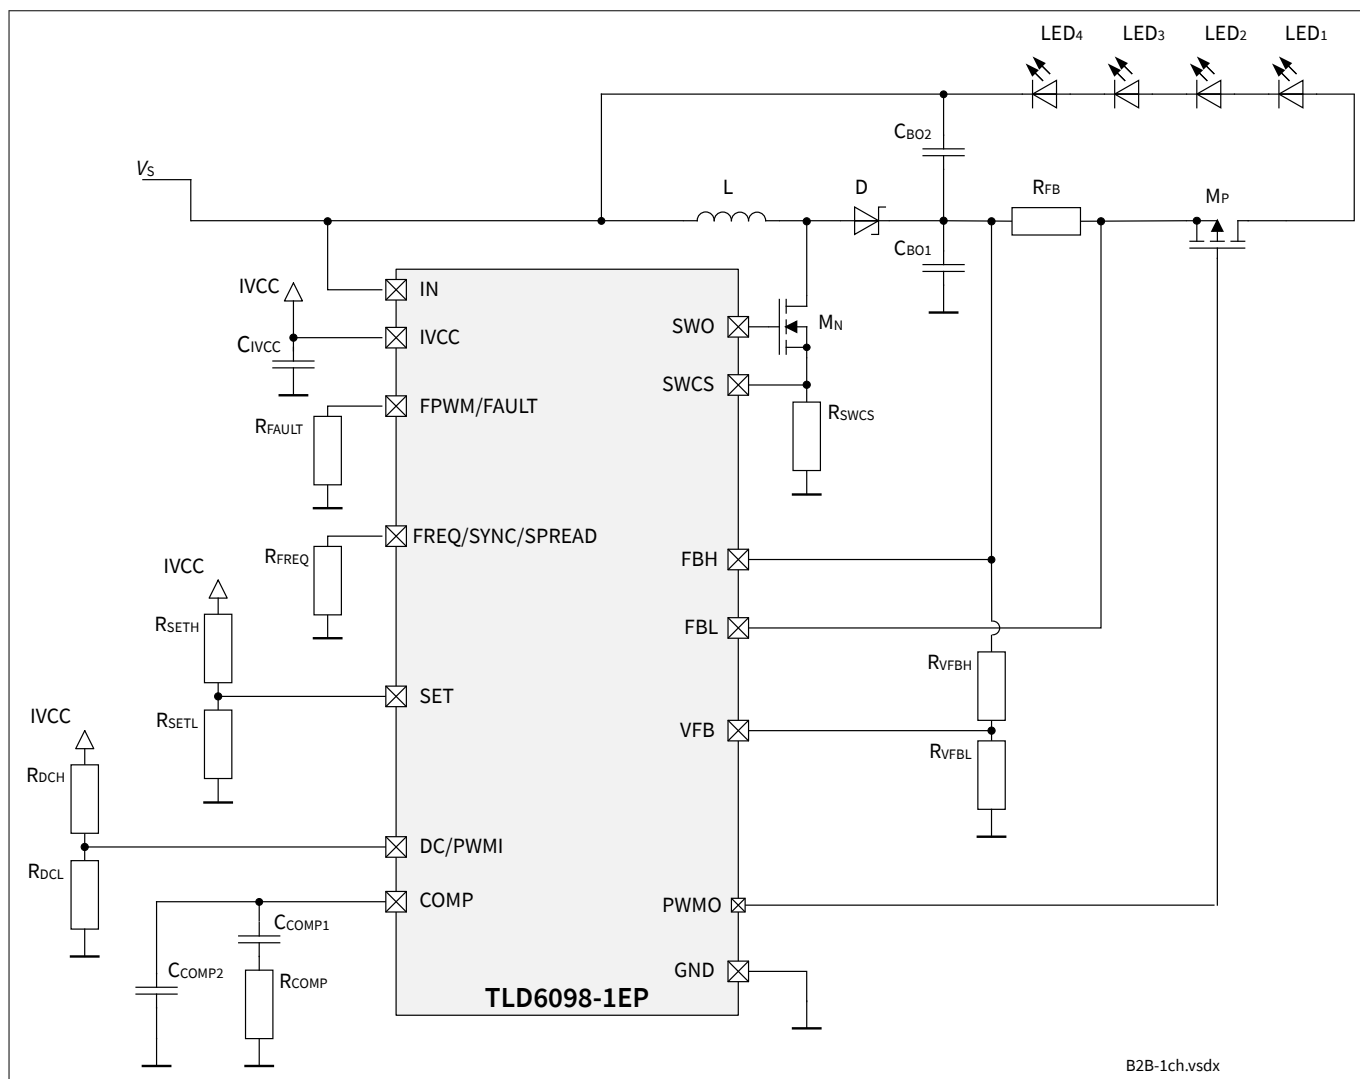 LED4 LED3 LED2 LED1
CBO2
VS
L D RFB MP
CBO1
IVCC
IN
SWO MN
CIVCC IVCC
SWCS
FPWM/FAULT RSWCS
RFAULT
FREQ/SYNC/SPREAD
RFREQ FBH
IVCC
RSETH FBL
RVFBH
SET
IVCC RSETL VFB
RVFBL
RDCH
DC/PWMI
RDCL
COMP PWMO
CCOMP1
CCOMP2 RCOMP GND
TLD6098-1EP
B2B-1ch.vsdx